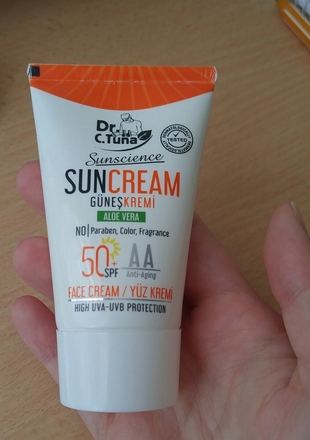 Dr.
C.Tuna
TESTED
Sunscience
SUNCREAM
GÜNEŞKREMİ
ALOE VERA
NO| Paraben, Color, Fragrance
50+
SPF
AA
Anti-Aging
FACE CREAM / YÜZ KREMİ
HIGH UVA-UVB PROTECTION